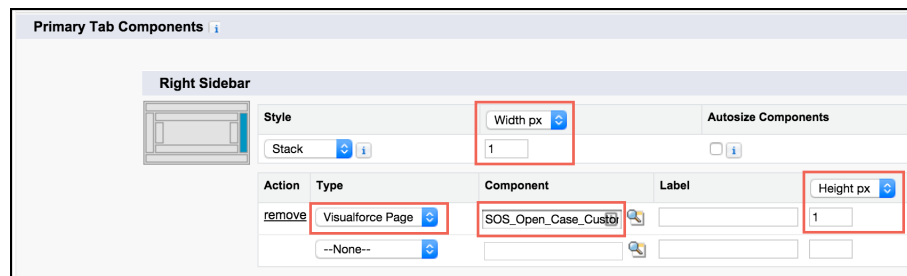 Primary Tab Components i
Right Sidebar
Style Width px Autosize Components
Stack i 1 i
Action Type Component Label Height px
remove Visualforce Page SOS_Open_Case_Custor 1
--None--